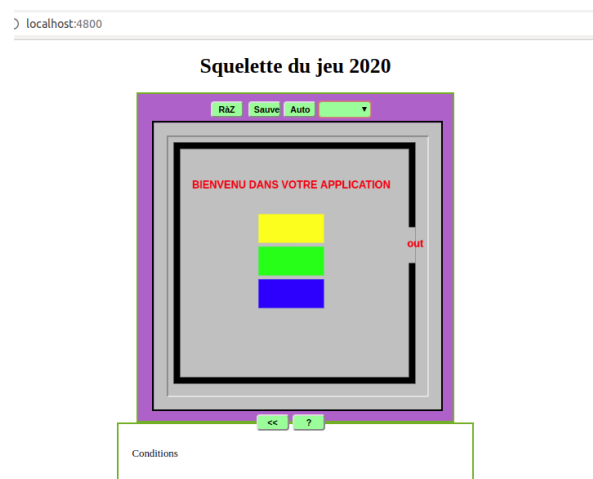 localhost:4800
Squelette du jeu 2020
RàZ Sauve Auto
BIENVENU DANS VOTRE APPLICATION
out
<< ?
Conditions